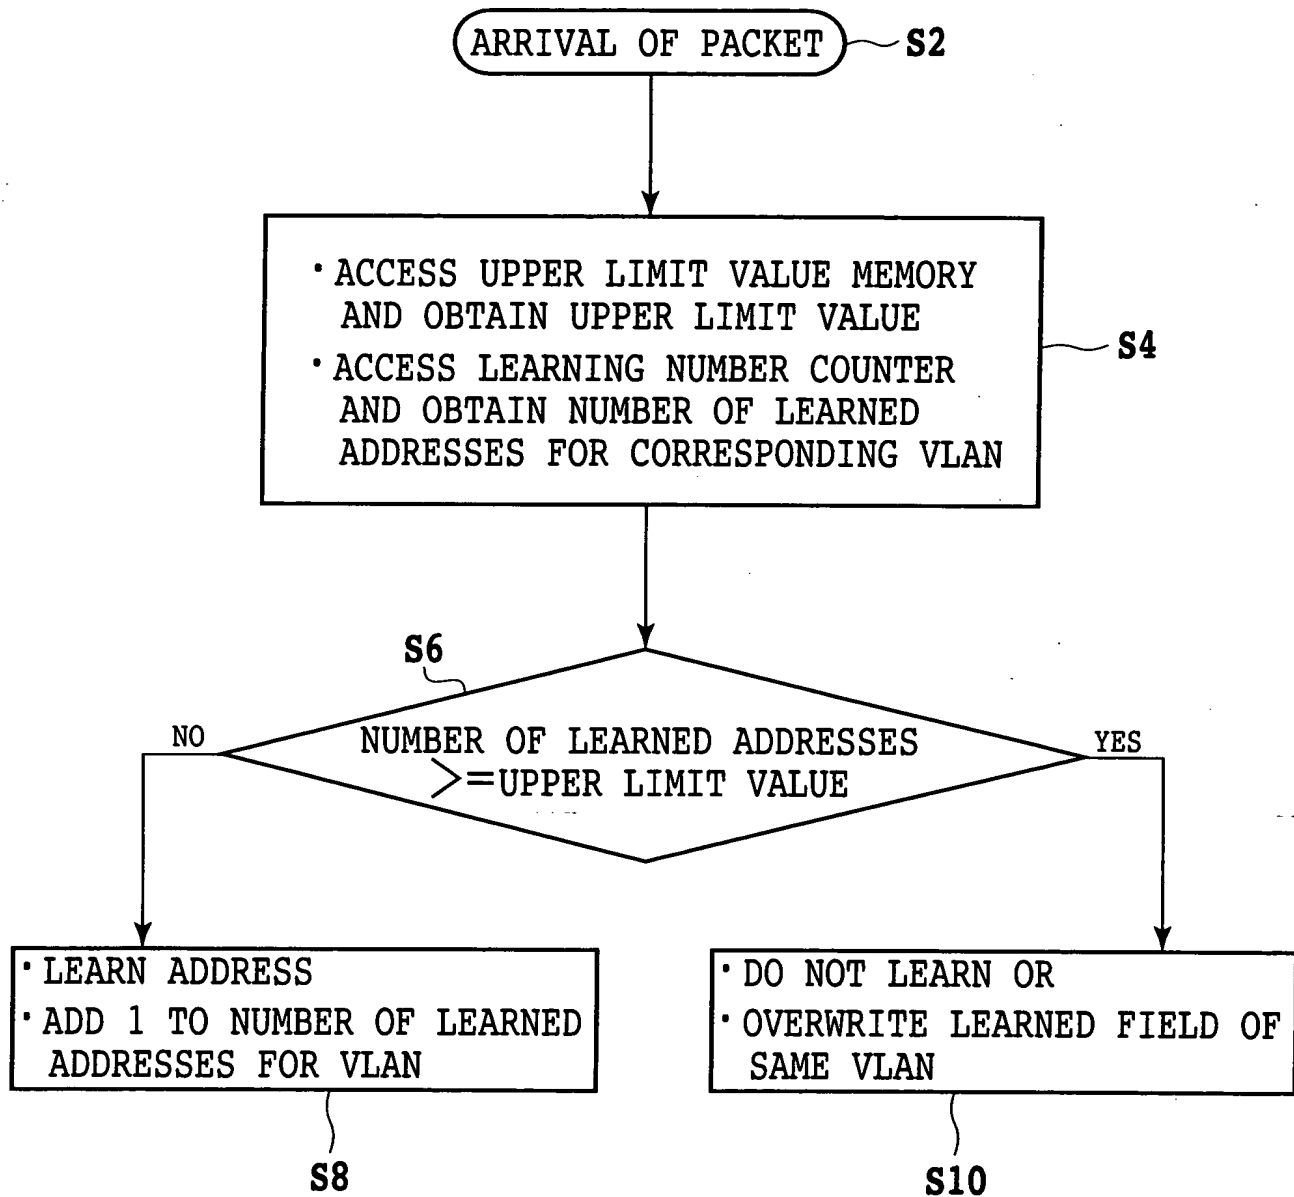 ARRIVAL OF PACKET
S2
· ACCESS UPPER LIMIT VALUE MEMORY
AND OBTAIN UPPER LIMIT VALUE
· ACCESS LEARNING NUMBER COUNTER
AND OBTAIN NUMBER OF LEARNED
ADDRESSES FOR CORRESPONDING VLAN
S4
S6
NUMBER OF LEARNED ADDRESSES
>=UPPER LIMIT VALUE
NO
YES
· LEARN ADDRESS
· ADD 1 TO NUMBER OF LEARNED
ADDRESSES FOR VLAN
S8
· DO NOT LEARN OR
· OVERWRITE LEARNED FIELD OF
SAME VLAN
S10